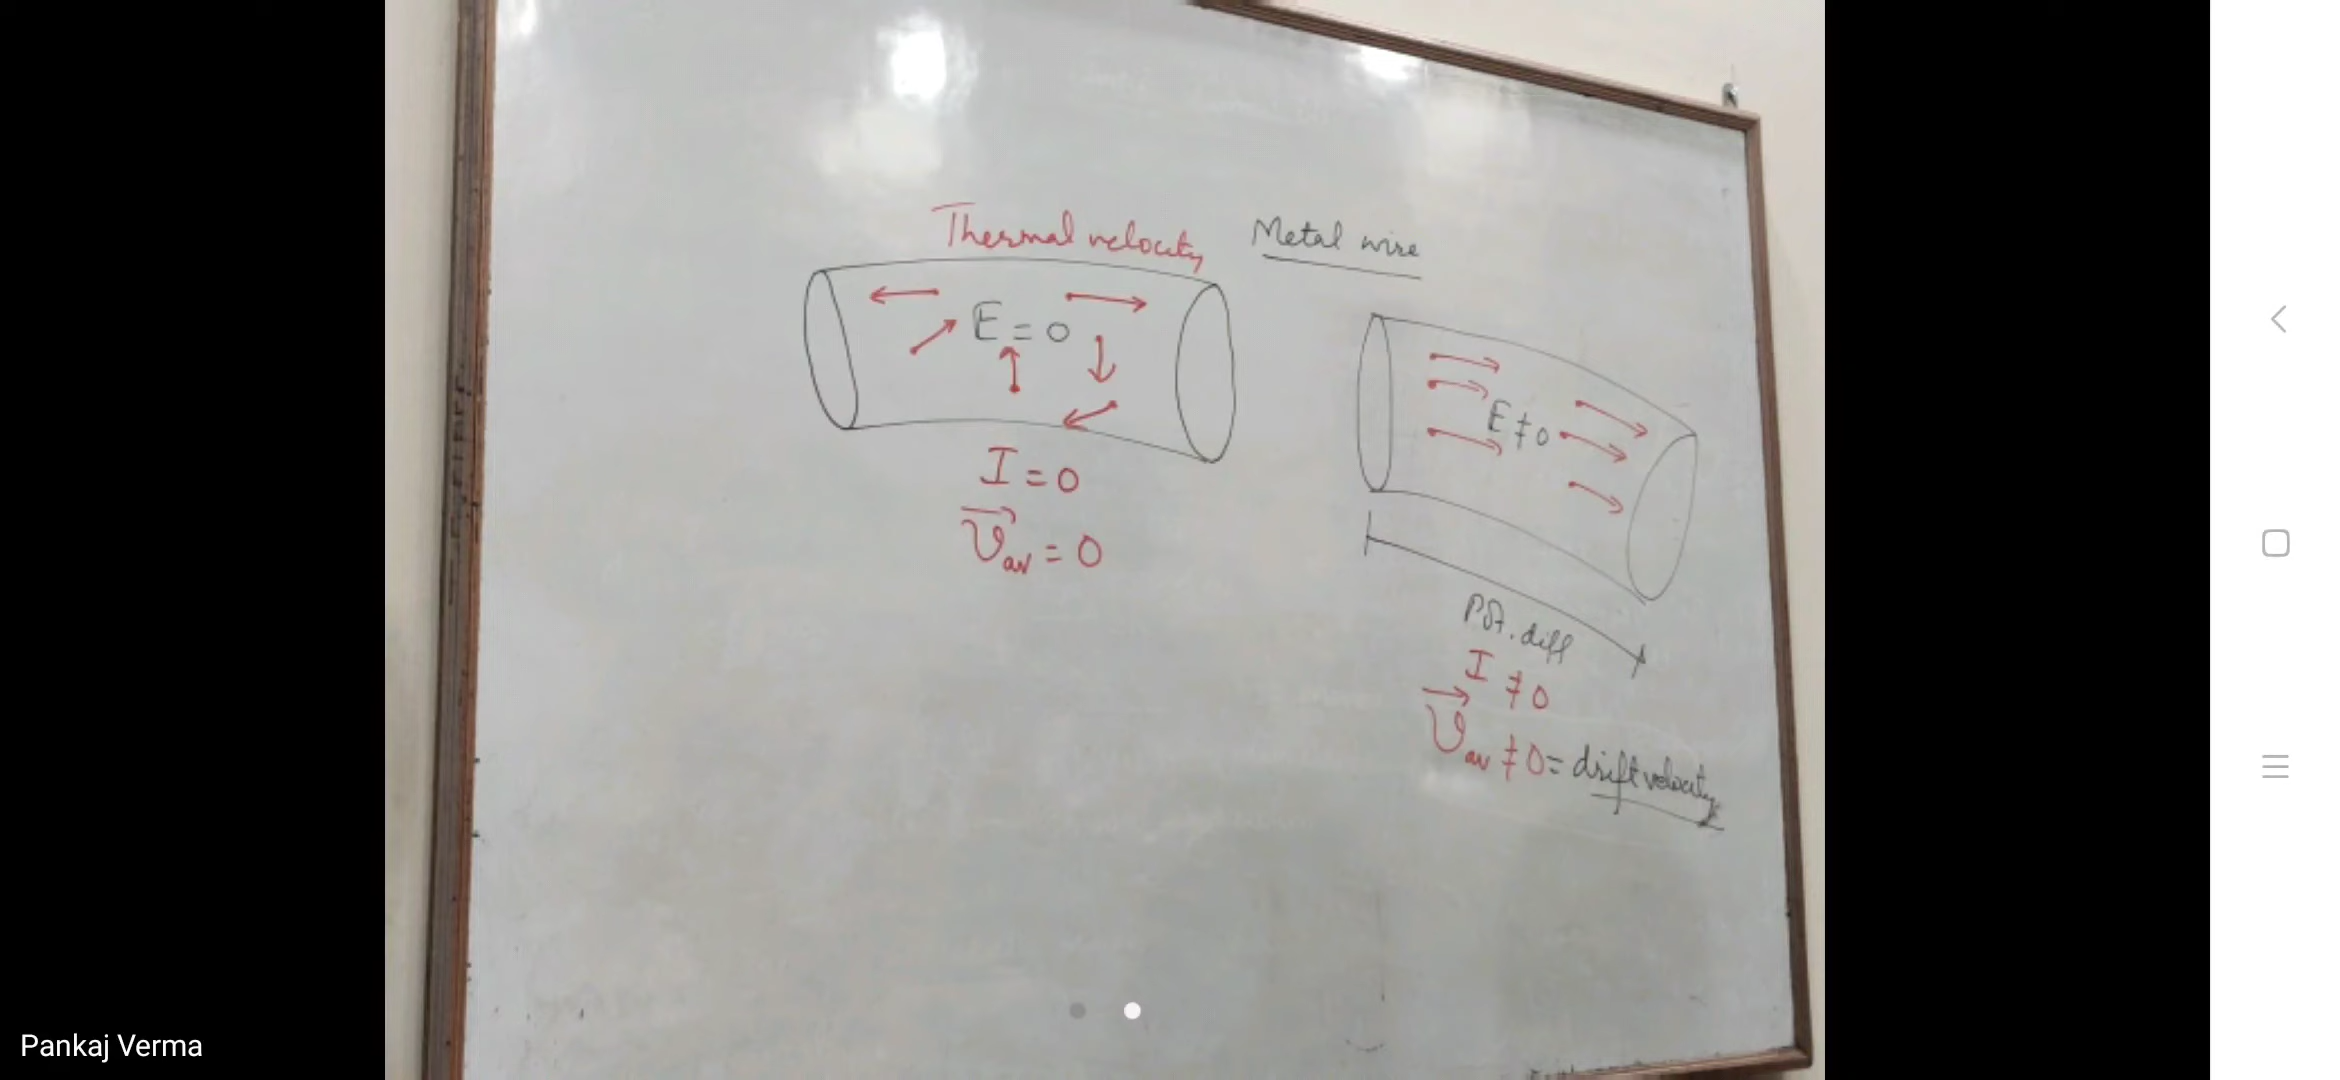 Thermal velocity
Metal wire
E = 0
I = 0
V⃗av = 0
E ≠ 0
Pot. diff
I ≠ 0
V⃗av ≠ 0 = drift velocity
Pankaj Verma